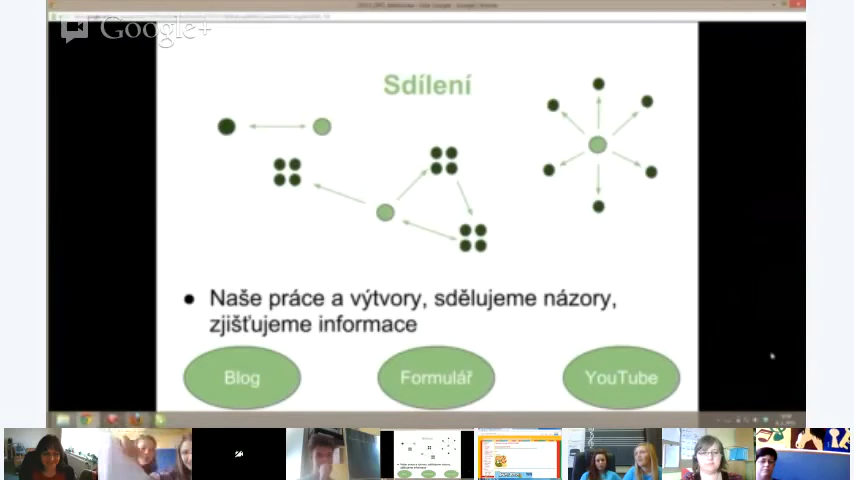 Google+
Sdílení
Naše práce a výtvory, sdělujeme názory,
zjišťujeme informace
Blog
Formulář
YouTube